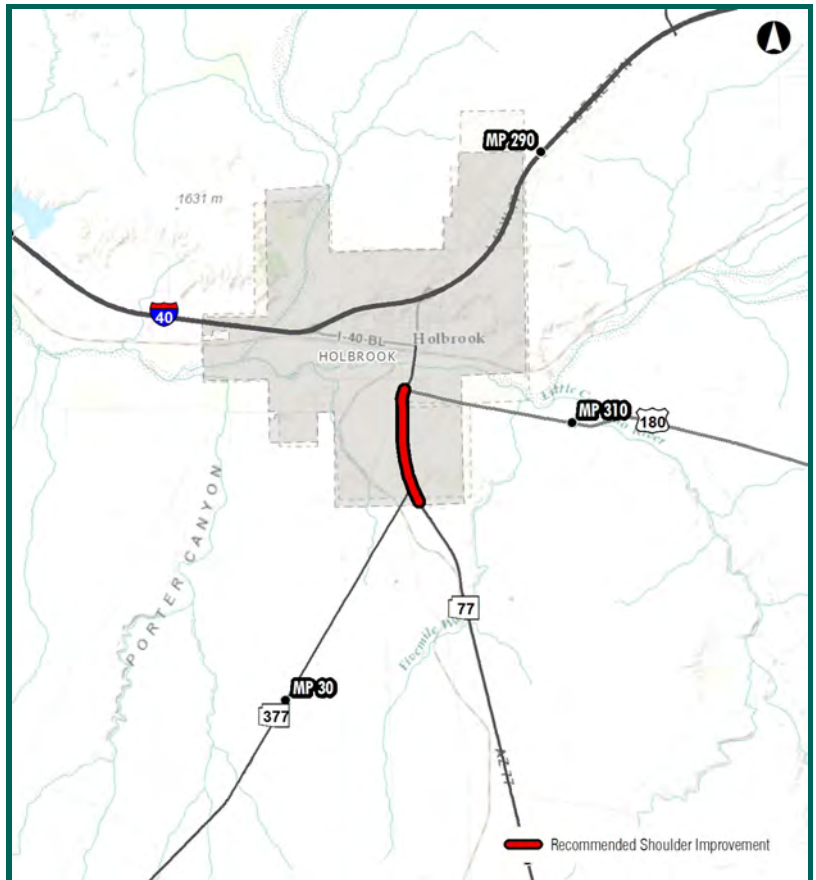 MP 290
1631 m
40
I-40-BL
Holbrook
HOLBROOK
MP 310
180
PORTER CANYON
77
MP 30
377
AZ 77
Recommended Shoulder Improvement